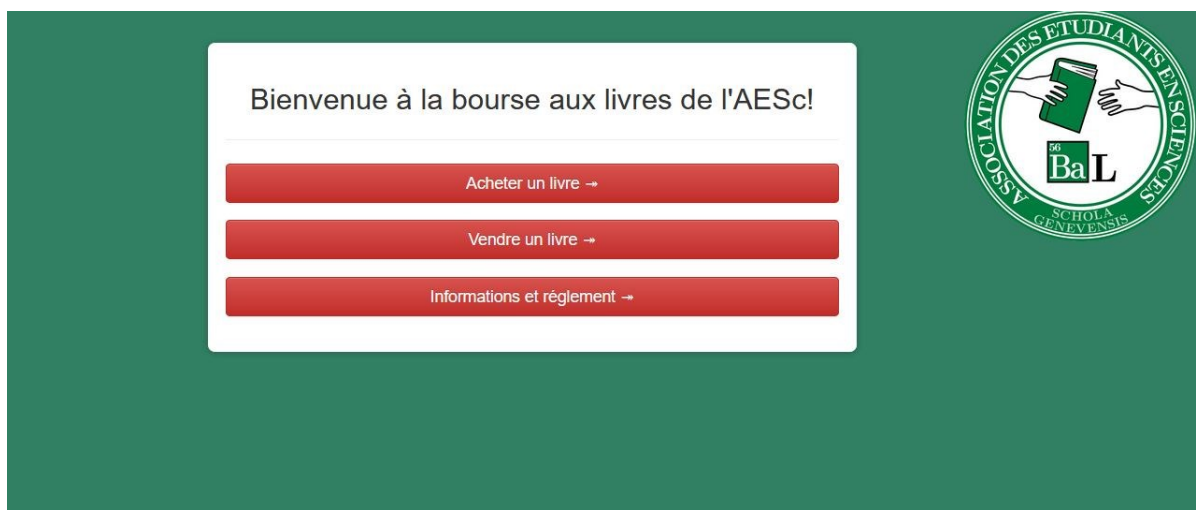 Bienvenue à la bourse aux livres de l'AESc!
Acheter un livre ↠
Vendre un livre ↠
Informations et réglement ↠
ASSOCIATION DES ETUDIANTS EN SCIENCES
56
Ba L
SCHOLA
GENEVENSIS